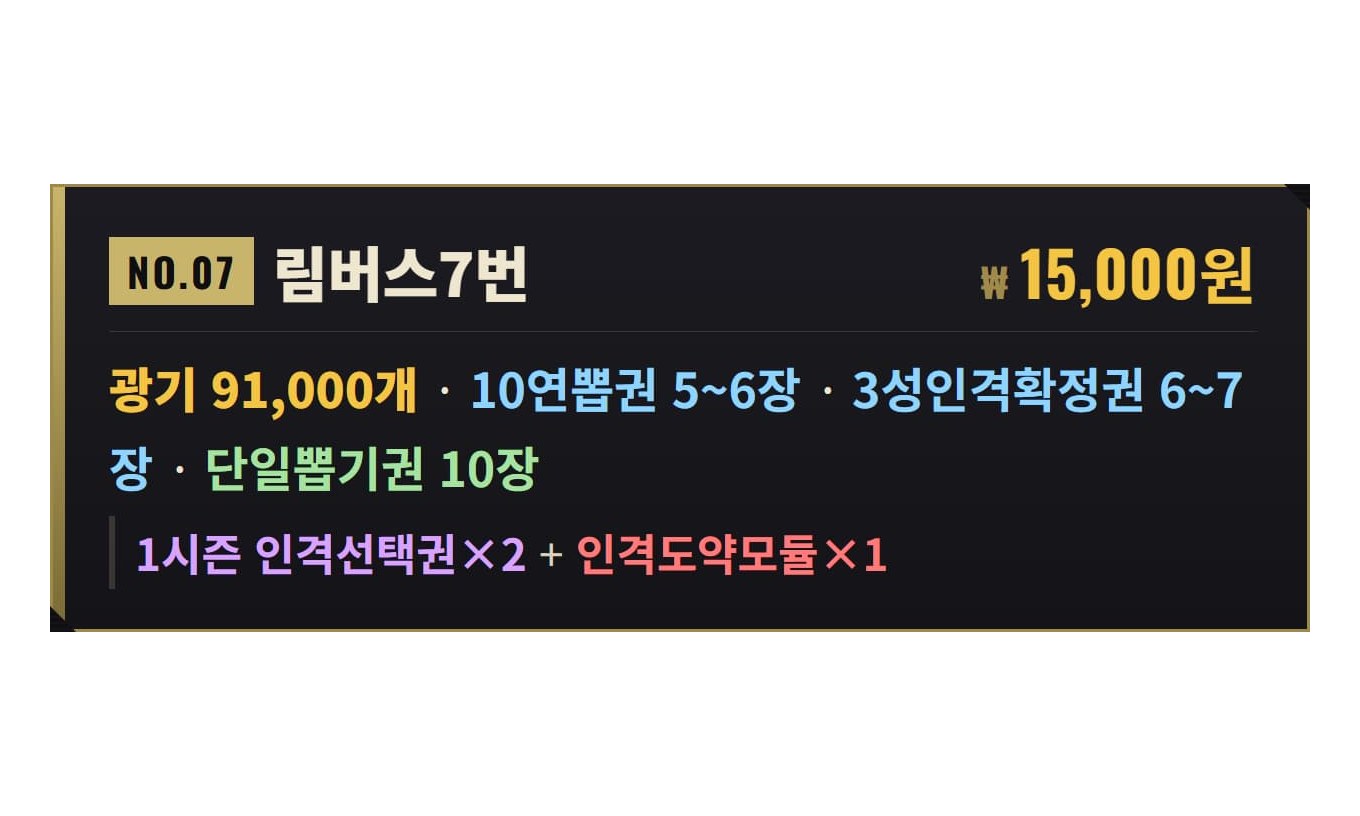 NO.07 림버스7번 ₩ 15,000원
광기 91,000개 · 10연뽑권 5~6장 · 3성인격확정권 6~7
장 · 단일뽑기권 10장
1시즌 인격선택권×2 + 인격도약모듈×1